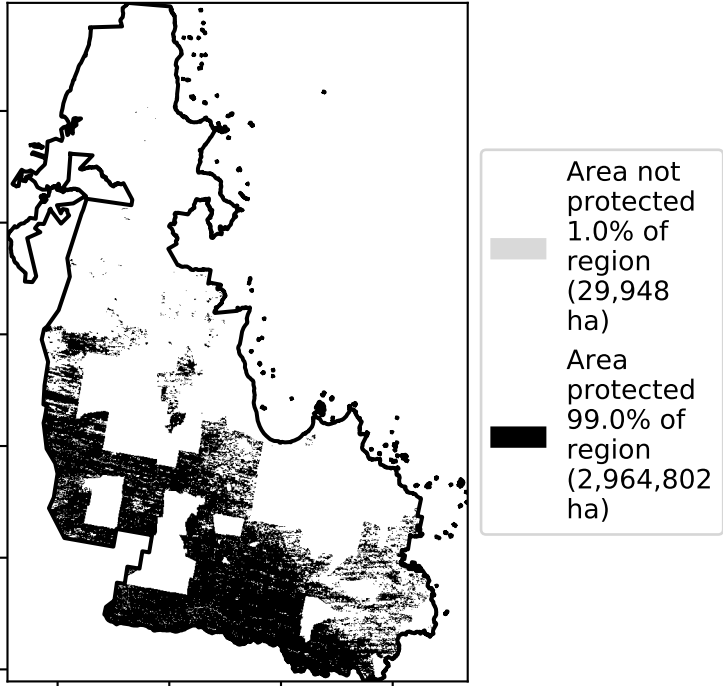 Area not
protected
1.0% of
region
(29,948
ha)
Area
protected
99.0% of
region
(2,964,802
ha)